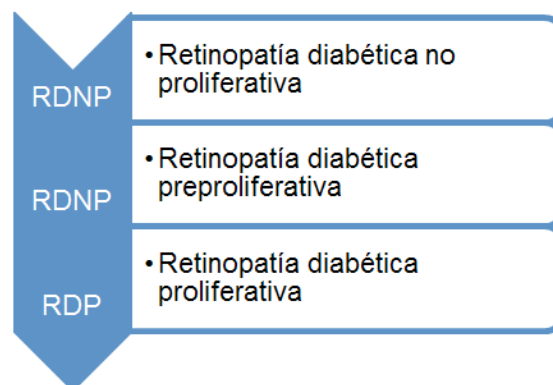 RDNP
• Retinopatía diabética no
proliferativa
RDNP
• Retinopatía diabética
preproliferativa
RDP
• Retinopatía diabética
proliferativa